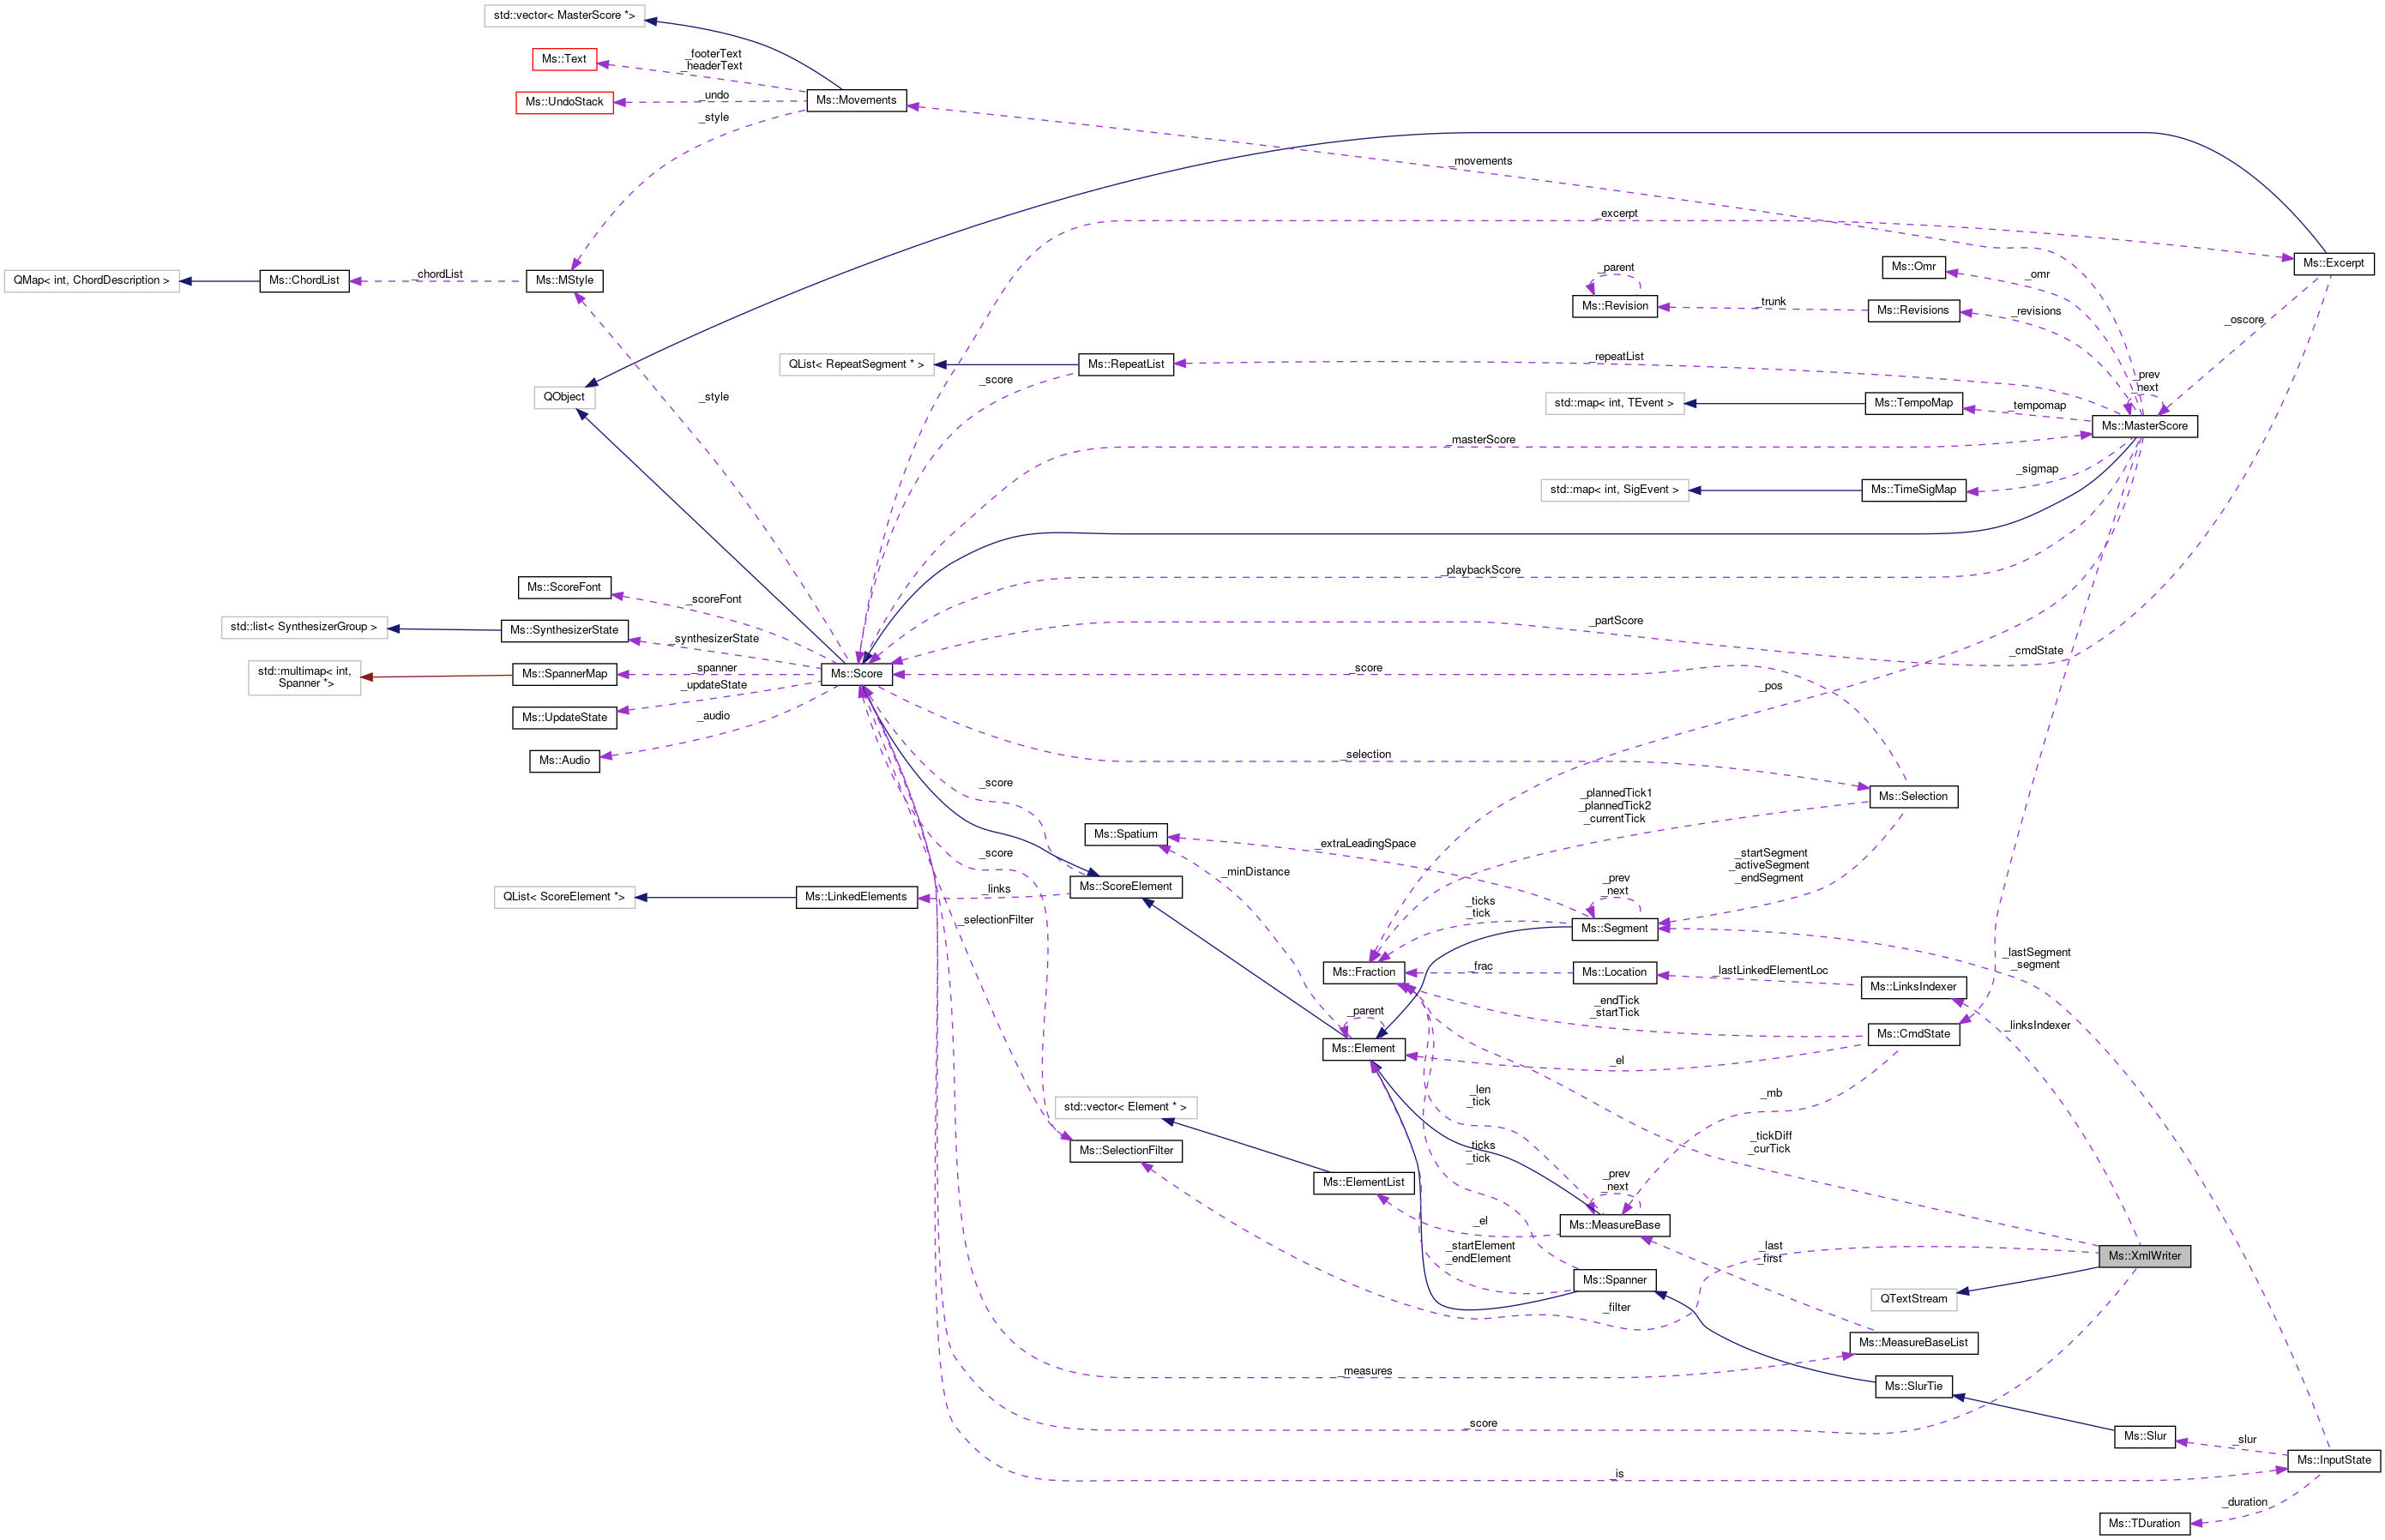 std::vector< MasterScore *>
Ms::Text
_footerText
_headerText
Ms::UndoStack
_undo
Ms::Movements
_style
_movements
_excerpt
Ms::Omr
_omr
Ms::Excerpt
QMap< int, ChordDescription >
Ms::ChordList
_chordList
Ms::MStyle
_parent
Ms::Revision
_trunk
Ms::Revisions
_revisions
_oscore
QList< RepeatSegment * >
Ms::RepeatList
_repeatList
_score
QObject
_style
std::map< int, TEvent >
Ms::TempoMap
_tempomap
_prev
_next
Ms::MasterScore
_masterScore
std::map< int, SigEvent >
Ms::TimeSigMap
_sigmap
Ms::ScoreFont
_scoreFont
_playbackScore
std::list< SynthesizerGroup >
Ms::SynthesizerState
_synthesizerState
_partScore
_cmdState
std::multimap< int,
Spanner *>
Ms::SpannerMap
_spanner
Ms::Score
_score
_updateState
_pos
Ms::UpdateState
_audio
Ms::Audio
_selection
_score
Ms::Selection
_plannedTick1
_plannedTick2
_currentTick
Ms::Spatium
_extraLeadingSpace
_startSegment
_activeSegment
_endSegment
_score
_minDistance
Ms::ScoreElement
_links
QList< ScoreElement *>
Ms::LinkedElements
_prev
_next
_ticks
_tick
Ms::Segment
_selectionFilter
_lastSegment
_segment
Ms::Fraction
_frac
Ms::Location
_lastLinkedElementLoc
Ms::LinksIndexer
_endTick
_startTick
_parent
Ms::Element
Ms::CmdState
_linksIndexer
_el
_len
_tick
_mb
std::vector< Element * >
Ms::SelectionFilter
_ticks
_tick
_tickDiff
_curTick
Ms::ElementList
_prev
_next
_el
Ms::MeasureBase
_startElement
_endElement
_last
_first
Ms::XmlWriter
Ms::Spanner
QTextStream
_filter
Ms::MeasureBaseList
_measures
Ms::SlurTie
_score
Ms::Slur
_slur
Ms::InputState
_is
_duration
Ms::TDuration